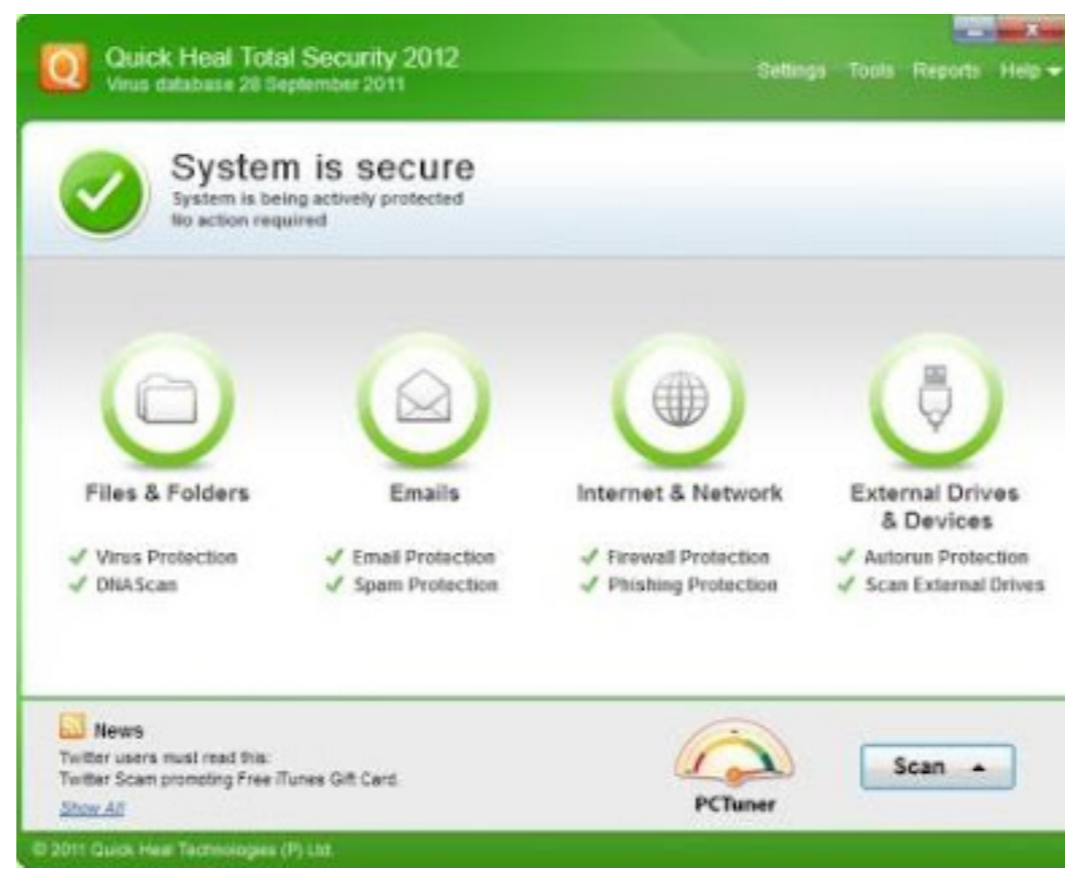 Q
Quick Heal Total Security 2012
Virus database 28 September 2011
Settings Tools Reports Help
System is secure
System is being actively protected
No action required
Files & Folders
Virus Protection
DNAScan
Emails
Email Protection
Spam Protection
Internet & Network
Firewall Protection
Phishing Protection
External Drives
& Devices
Autorun Protection
Scan External Drives
News
Twitter users must read this:
Twitter Scam promoting Free iTunes Gift Card.
Show All
PCTuner
Scan
© 2011 Quick Heal Technologies (P) Ltd.